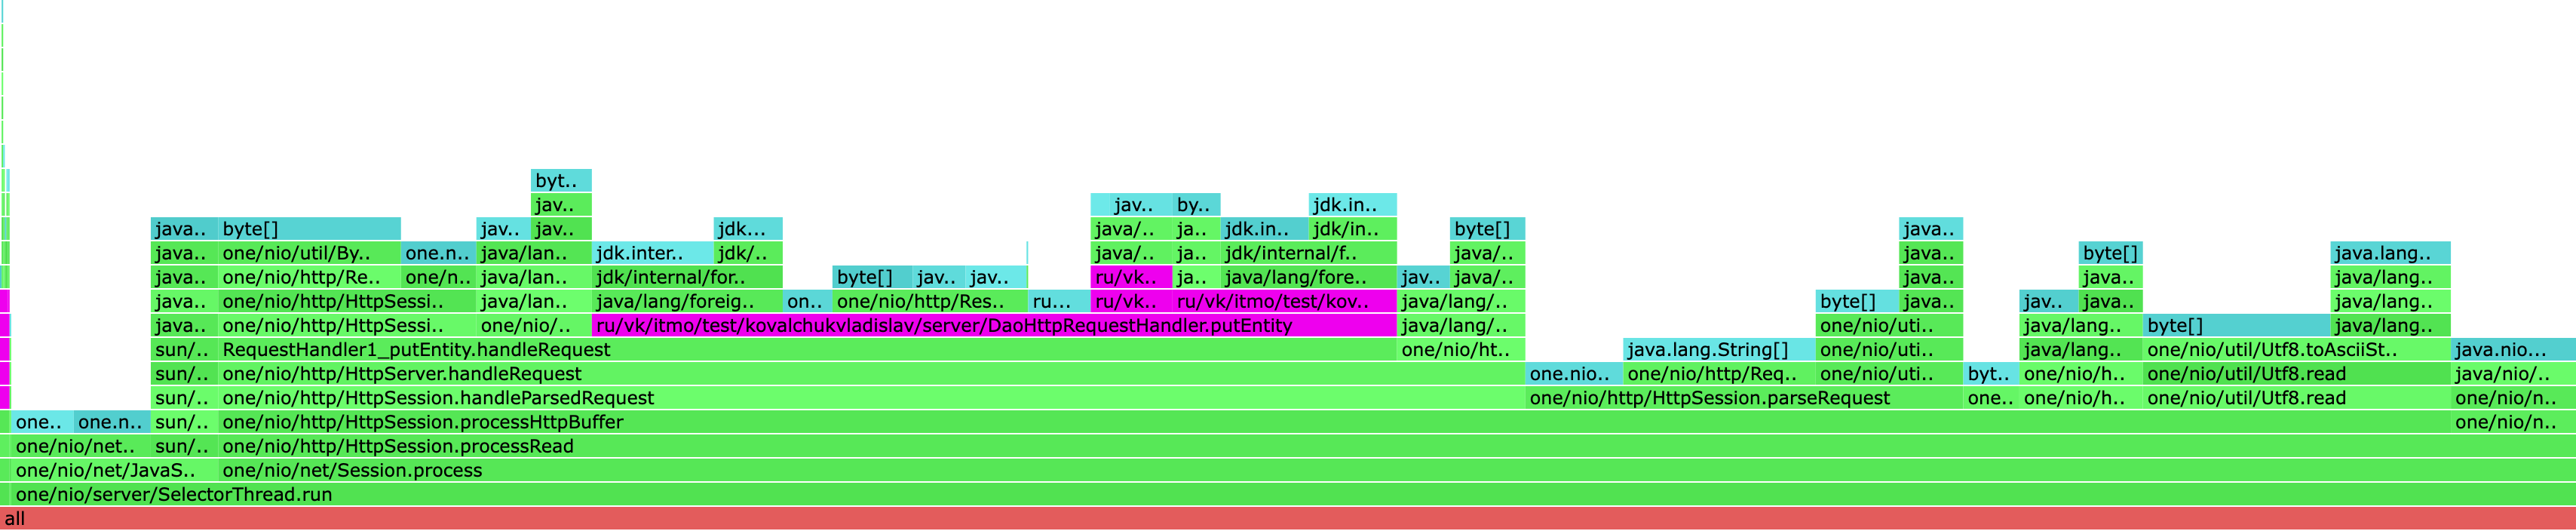 byt..
jav.. jav.. by.. jdk.in..
java.. byte[] jav.. jav.. jdk... java/.. ja.. jdk.in.. jdk/in.. byte[] java..
java.. one/nio/util/By.. one.n.. java/lan.. jdk.inter.. jdk/.. java/.. ja.. jdk/internal/f.. java/.. java.. byte[] java.lang..
java.. one/nio/http/Re.. one/n.. java/lan.. jdk/internal/for.. byte[] jav.. jav.. ru/vk.. ja.. java/lang/fore.. jav.. java/.. java.. java.. java/lang..
java.. one/nio/http/HttpSessi.. java/lan.. java/lang/foreig.. on.. one/nio/http/Res.. ru... ru/vk.. ru/vk/itmo/test/kov.. java/lang/.. byte[] java.. jav.. java.. java/lang..
java.. one/nio/http/HttpSessi.. one/nio/.. ru/vk/itmo/test/kovalchukvladislav/server/DaoHttpRequestHandler.putEntity java/lang/.. one/nio/uti.. java/lang.. byte[] java/lang..
sun/.. RequestHandler1_putEntity.handleRequest one/nio/ht.. java.lang.String[] one/nio/uti.. java/lang.. one/nio/util/Utf8.toAsciiSt.. java.nio...
sun/.. one/nio/http/HttpServer.handleRequest one.nio.. one/nio/http/Req.. one/nio/uti.. byt.. one/nio/h.. one/nio/util/Utf8.read java/nio/..
sun/.. one/nio/http/HttpSession.handleParsedRequest one/nio/http/HttpSession.parseRequest one.. one/nio/h.. one/nio/util/Utf8.read one/nio/n..
one.. one.n.. sun/.. one/nio/http/HttpSession.processHttpBuffer one/nio/n..
one/nio/net.. sun/.. one/nio/http/HttpSession.processRead
one/nio/net/JavaS.. one/nio/net/Session.process
one/nio/server/SelectorThread.run
all